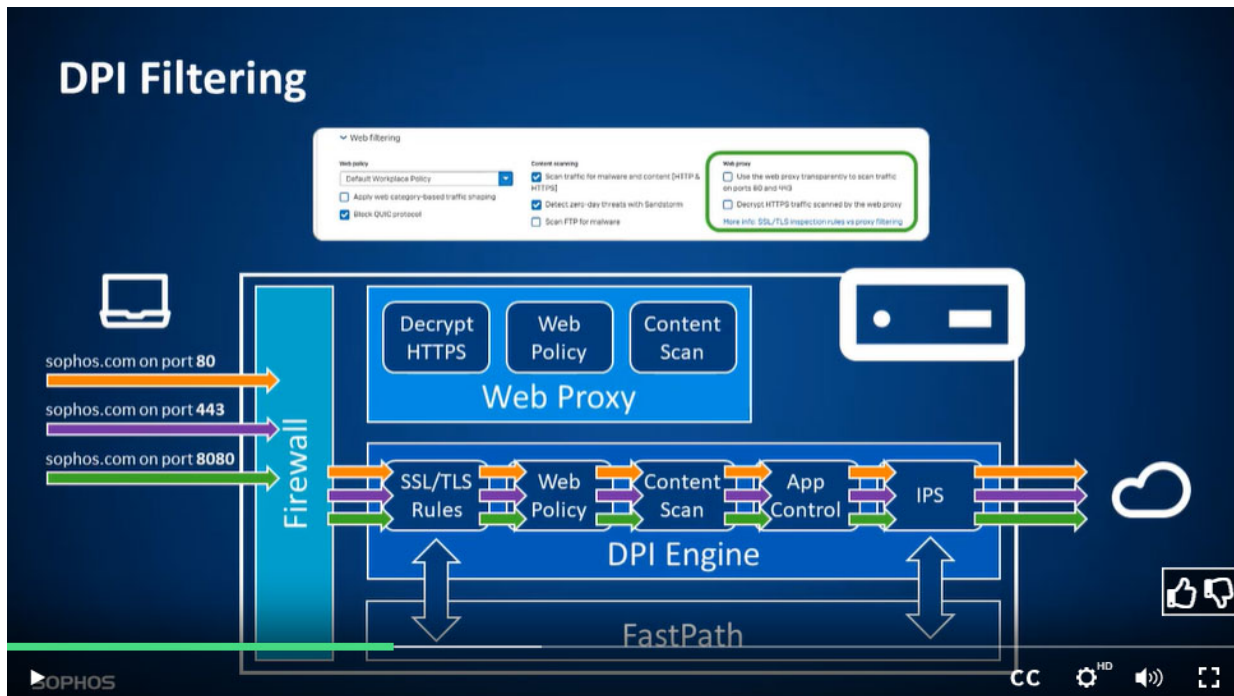 DPI Filtering
Web filtering
Web policy
Default Workplace Policy
Apply web category-based traffic shaping
Block QUIC protocol
Content scanning
Scan traffic for malware and content [HTTP &
HTTPS]
Detect zero-day threats with Sandstorm
Scan FTP for malware
Web proxy
Use the web proxy transparently to scan traffic
on ports 80 and 443
Decrypt HTTPS traffic scanned by the web proxy
More info: SSL/TLS inspection rules vs proxy filtering
sophos.com on port 80
sophos.com on port 443
sophos.com on port 8080
Firewall
Decrypt
HTTPS
Web
Policy
Content
Scan
Web Proxy
SSL/TLS
Rules
Web
Policy
Content
Scan
App
Control
IPS
DPI Engine
FastPath
SOPHOS
CC
HD